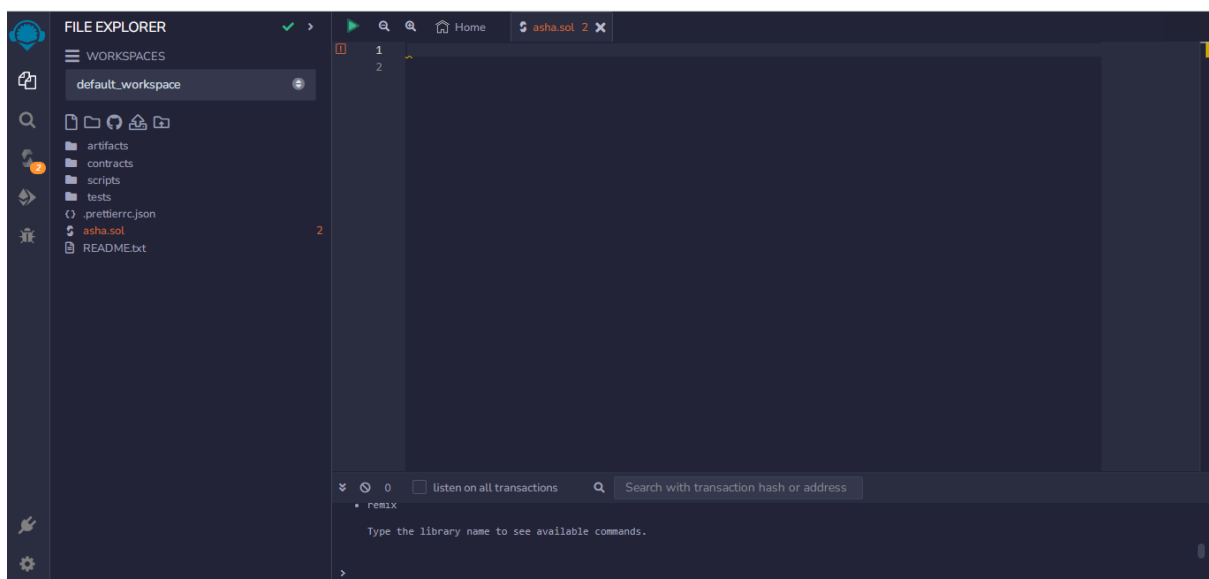 FILE EXPLORER
WORKSPACES
default_workspace
artifacts
contracts
scripts
tests
{} .prettierrc.json
asha.sol 2
README.txt
2
Home
asha.sol 2
1
2
0 listen on all transactions
Search with transaction hash or address
remix
Type the library name to see available commands.
>